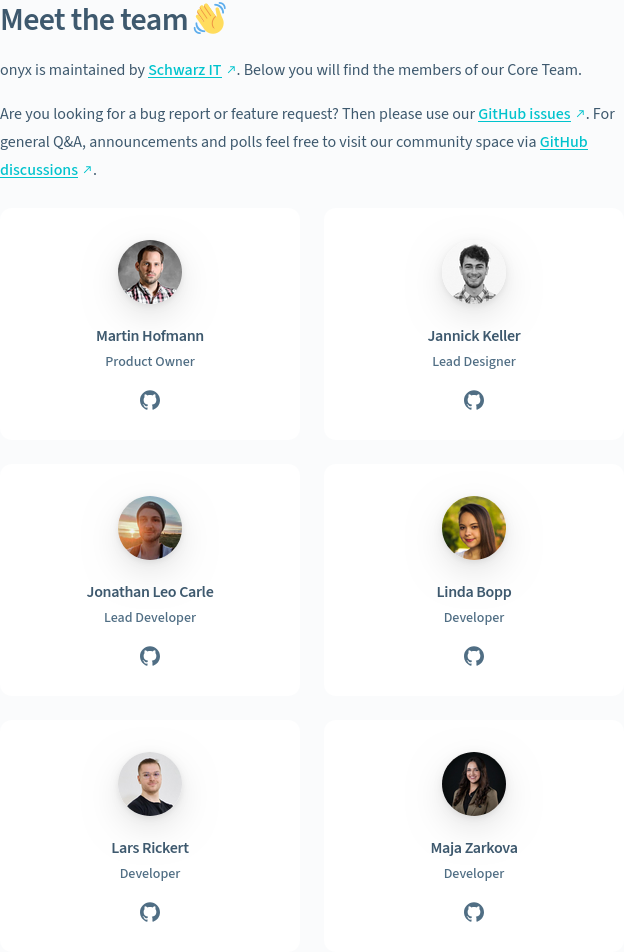 Meet the team 👋
onyx is maintained by Schwarz IT ↗. Below you will find the members of our Core Team.
Are you looking for a bug report or feature request? Then please use our GitHub issues ↗. For
general Q&A, announcements and polls feel free to visit our community space via GitHub
discussions ↗.
Martin Hofmann
Product Owner
Jannick Keller
Lead Designer
Jonathan Leo Carle
Lead Developer
Linda Bopp
Developer
Lars Rickert
Developer
Maja Zarkova
Developer